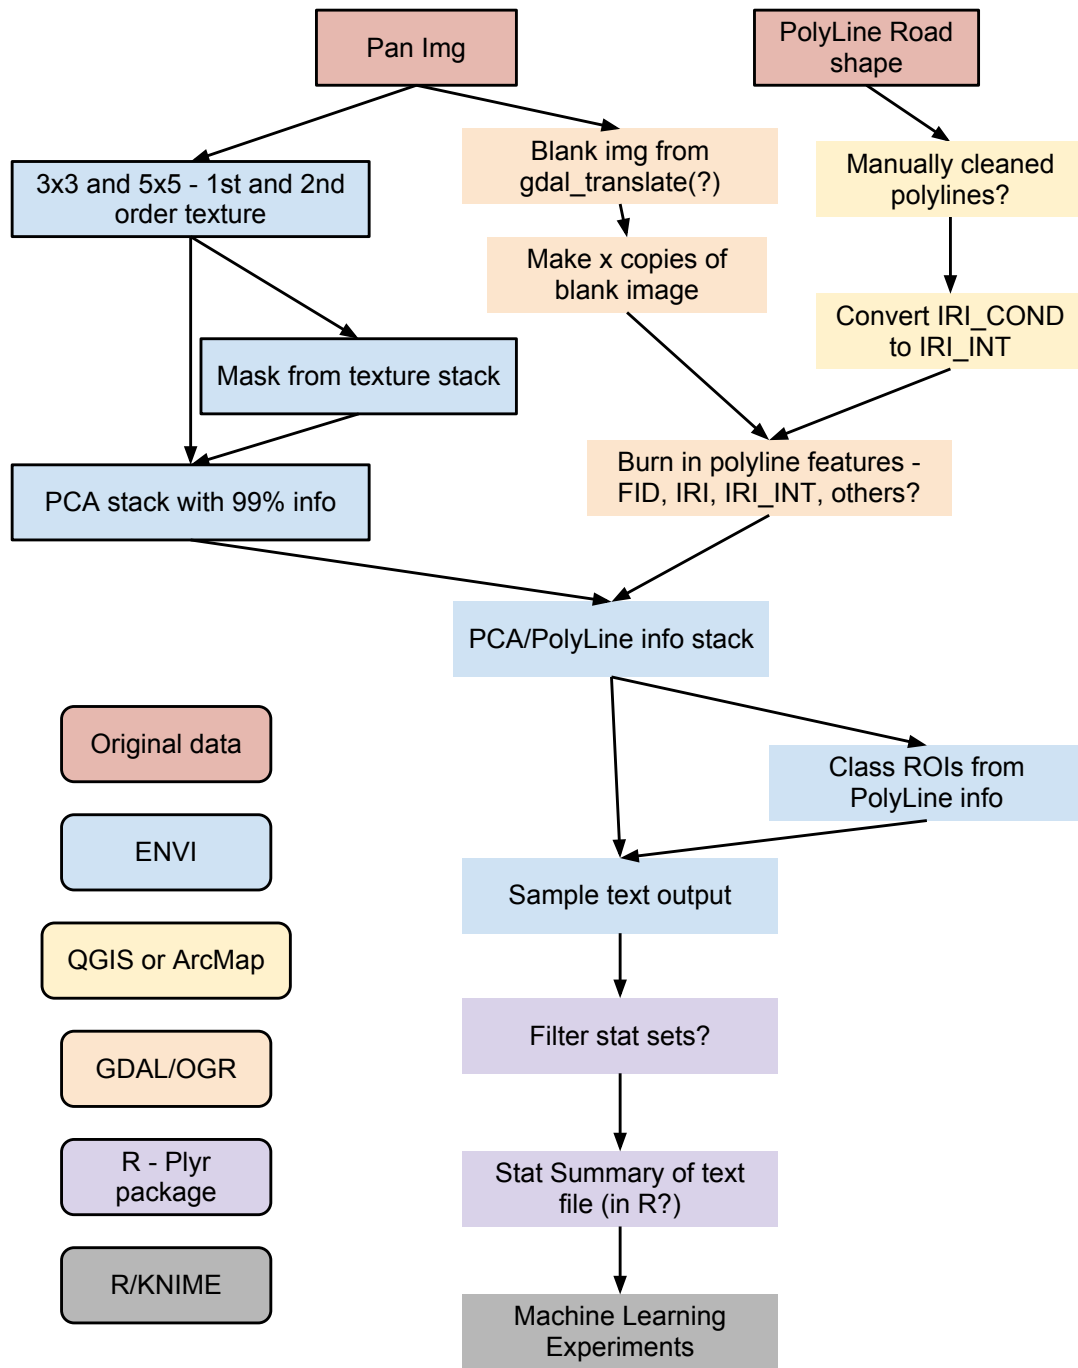 Pan Img
PolyLine Road
shape
3x3 and 5x5 - 1st and 2nd
order texture
Blank img from
gdal_translate(?)
Manually cleaned
polylines?
Make x copies of
blank image
Convert IRI_COND
to IRI_INT
Mask from texture stack
PCA stack with 99% info
Burn in polyline features -
FID, IRI, IRI_INT, others?
PCA/PolyLine info stack
Class ROIs from
PolyLine info
Sample text output
Filter stat sets?
Stat Summary of text
file (in R?)
Machine Learning
Experiments
Original data
ENVI
QGIS or ArcMap
GDAL/OGR
R - Plyr
package
R/KNIME